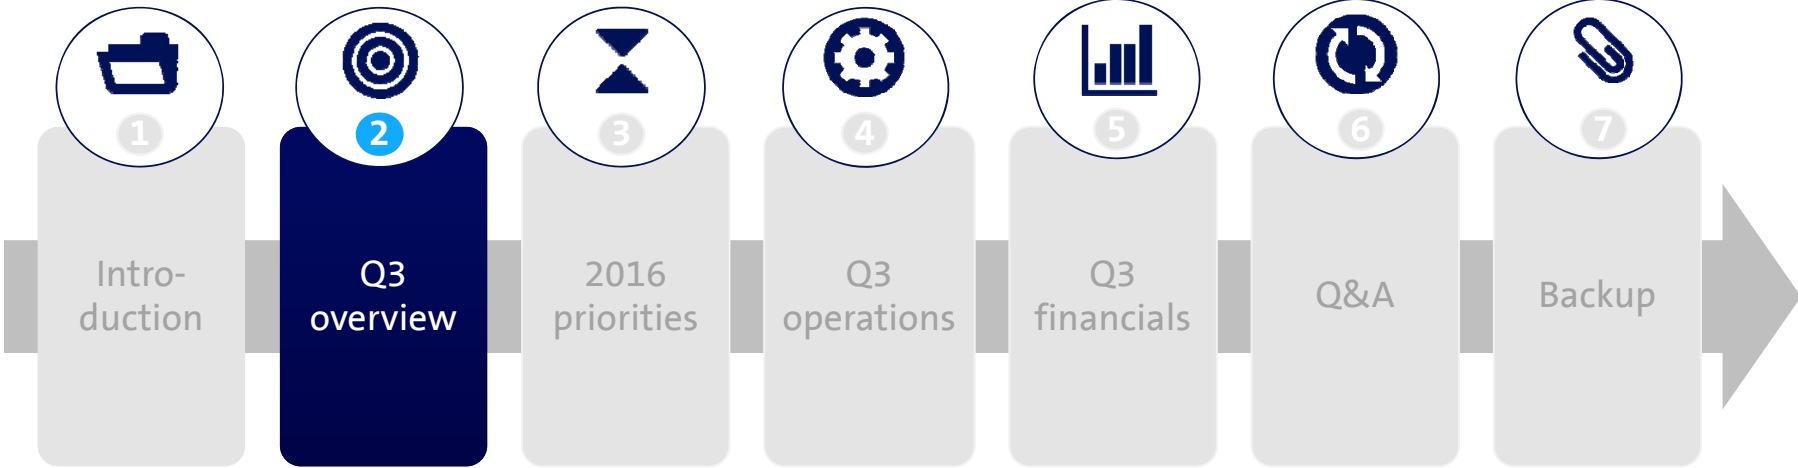 1
2
3
4
5
6
7
Intro-
duction
Q3
overview
2016
priorities
Q3
operations
Q3
financials
Q&A
Backup